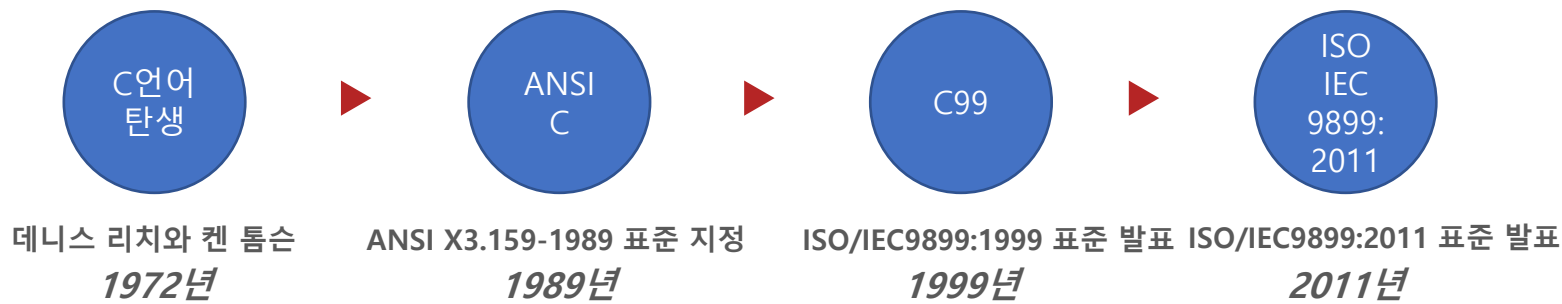 C언어
탄생
ANSI
C
C99
ISO
IEC
9899:
2011
데니스 리치와 켄 톰슨
ANSI X3.159-1989 표준 지정
ISO/IEC9899:1999 표준 발표
ISO/IEC9899:2011 표준 발표
1972년
1989년
1999년
2011년